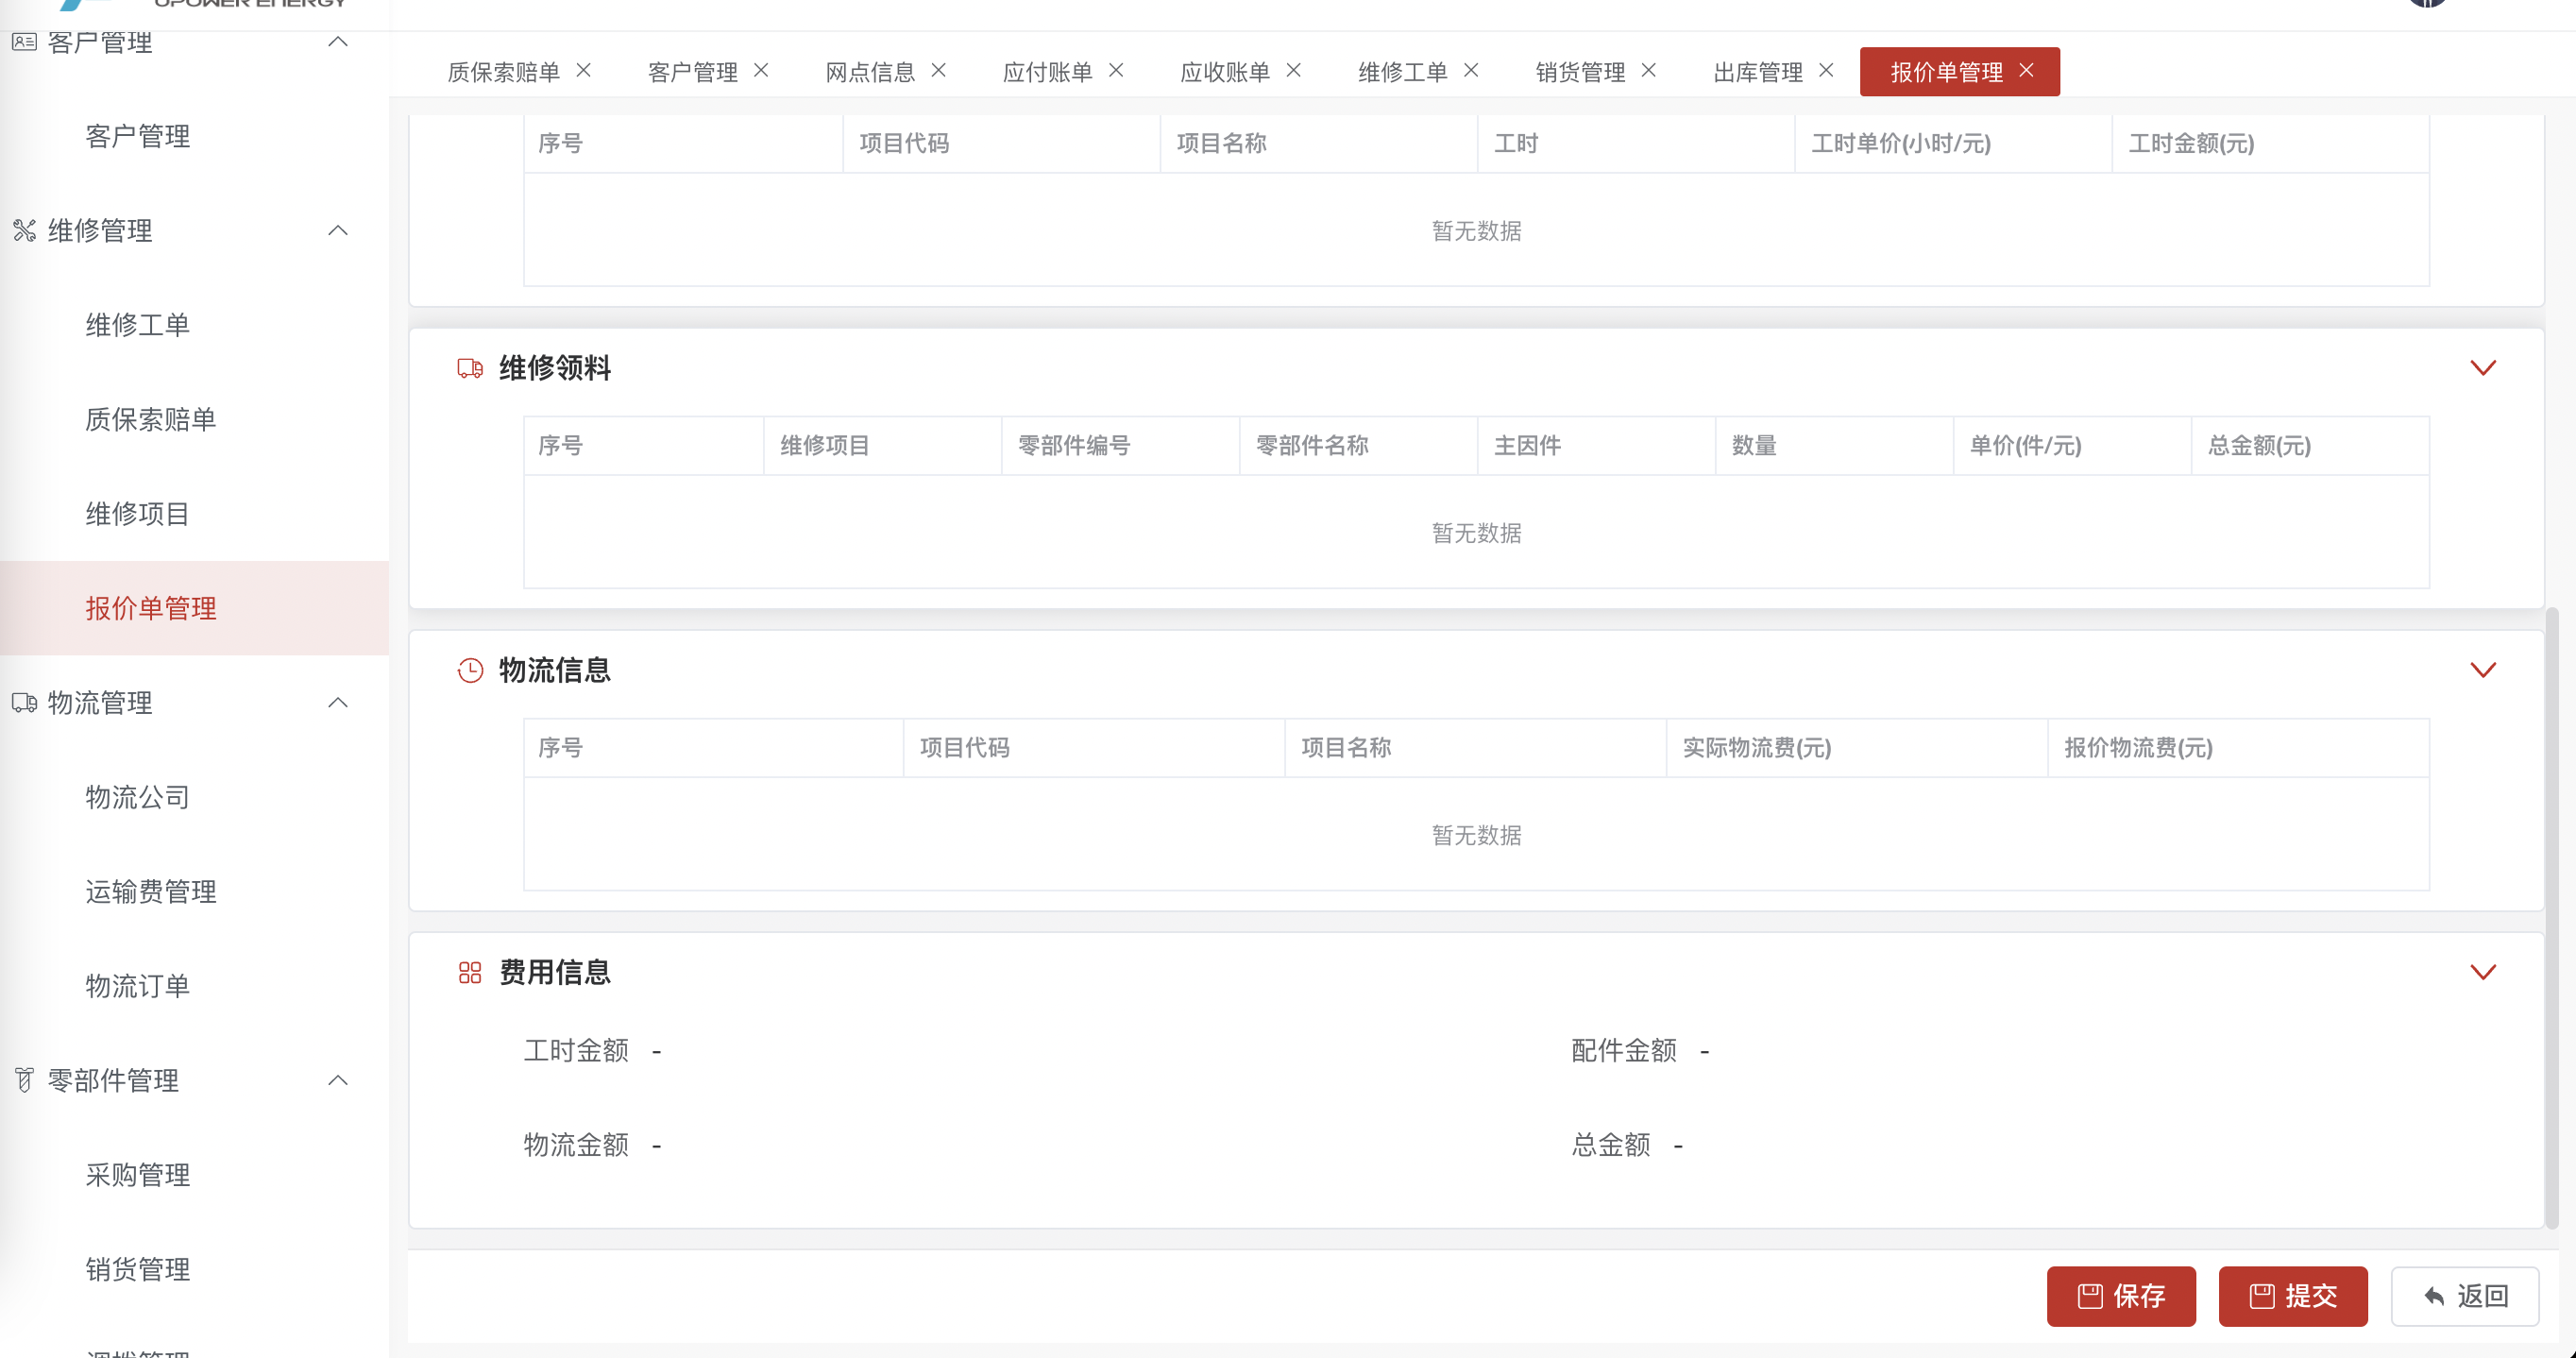 UPOWER ENERGY
客户管理
客户管理
维修管理
维修工单
质保索赔单
维修项目
报价单管理
物流管理
物流公司
运输费管理
物流订单
零部件管理
采购管理
销货管理
调拨管理
质保索赔单 客户管理 网点信息 应付账单 应收账单 维修工单 销货管理 出库管理 报价单管理
序号 项目代码 项目名称 工时 工时单价(小时/元) 工时金额(元)
暂无数据
维修领料
序号 维修项目 零部件编号 零部件名称 主因件 数量 单价(件/元) 总金额(元)
暂无数据
物流信息
序号 项目代码 项目名称 实际物流费(元) 报价物流费(元)
暂无数据
费用信息
工时金额 - 配件金额 -
物流金额 - 总金额 -
保存 提交 返回